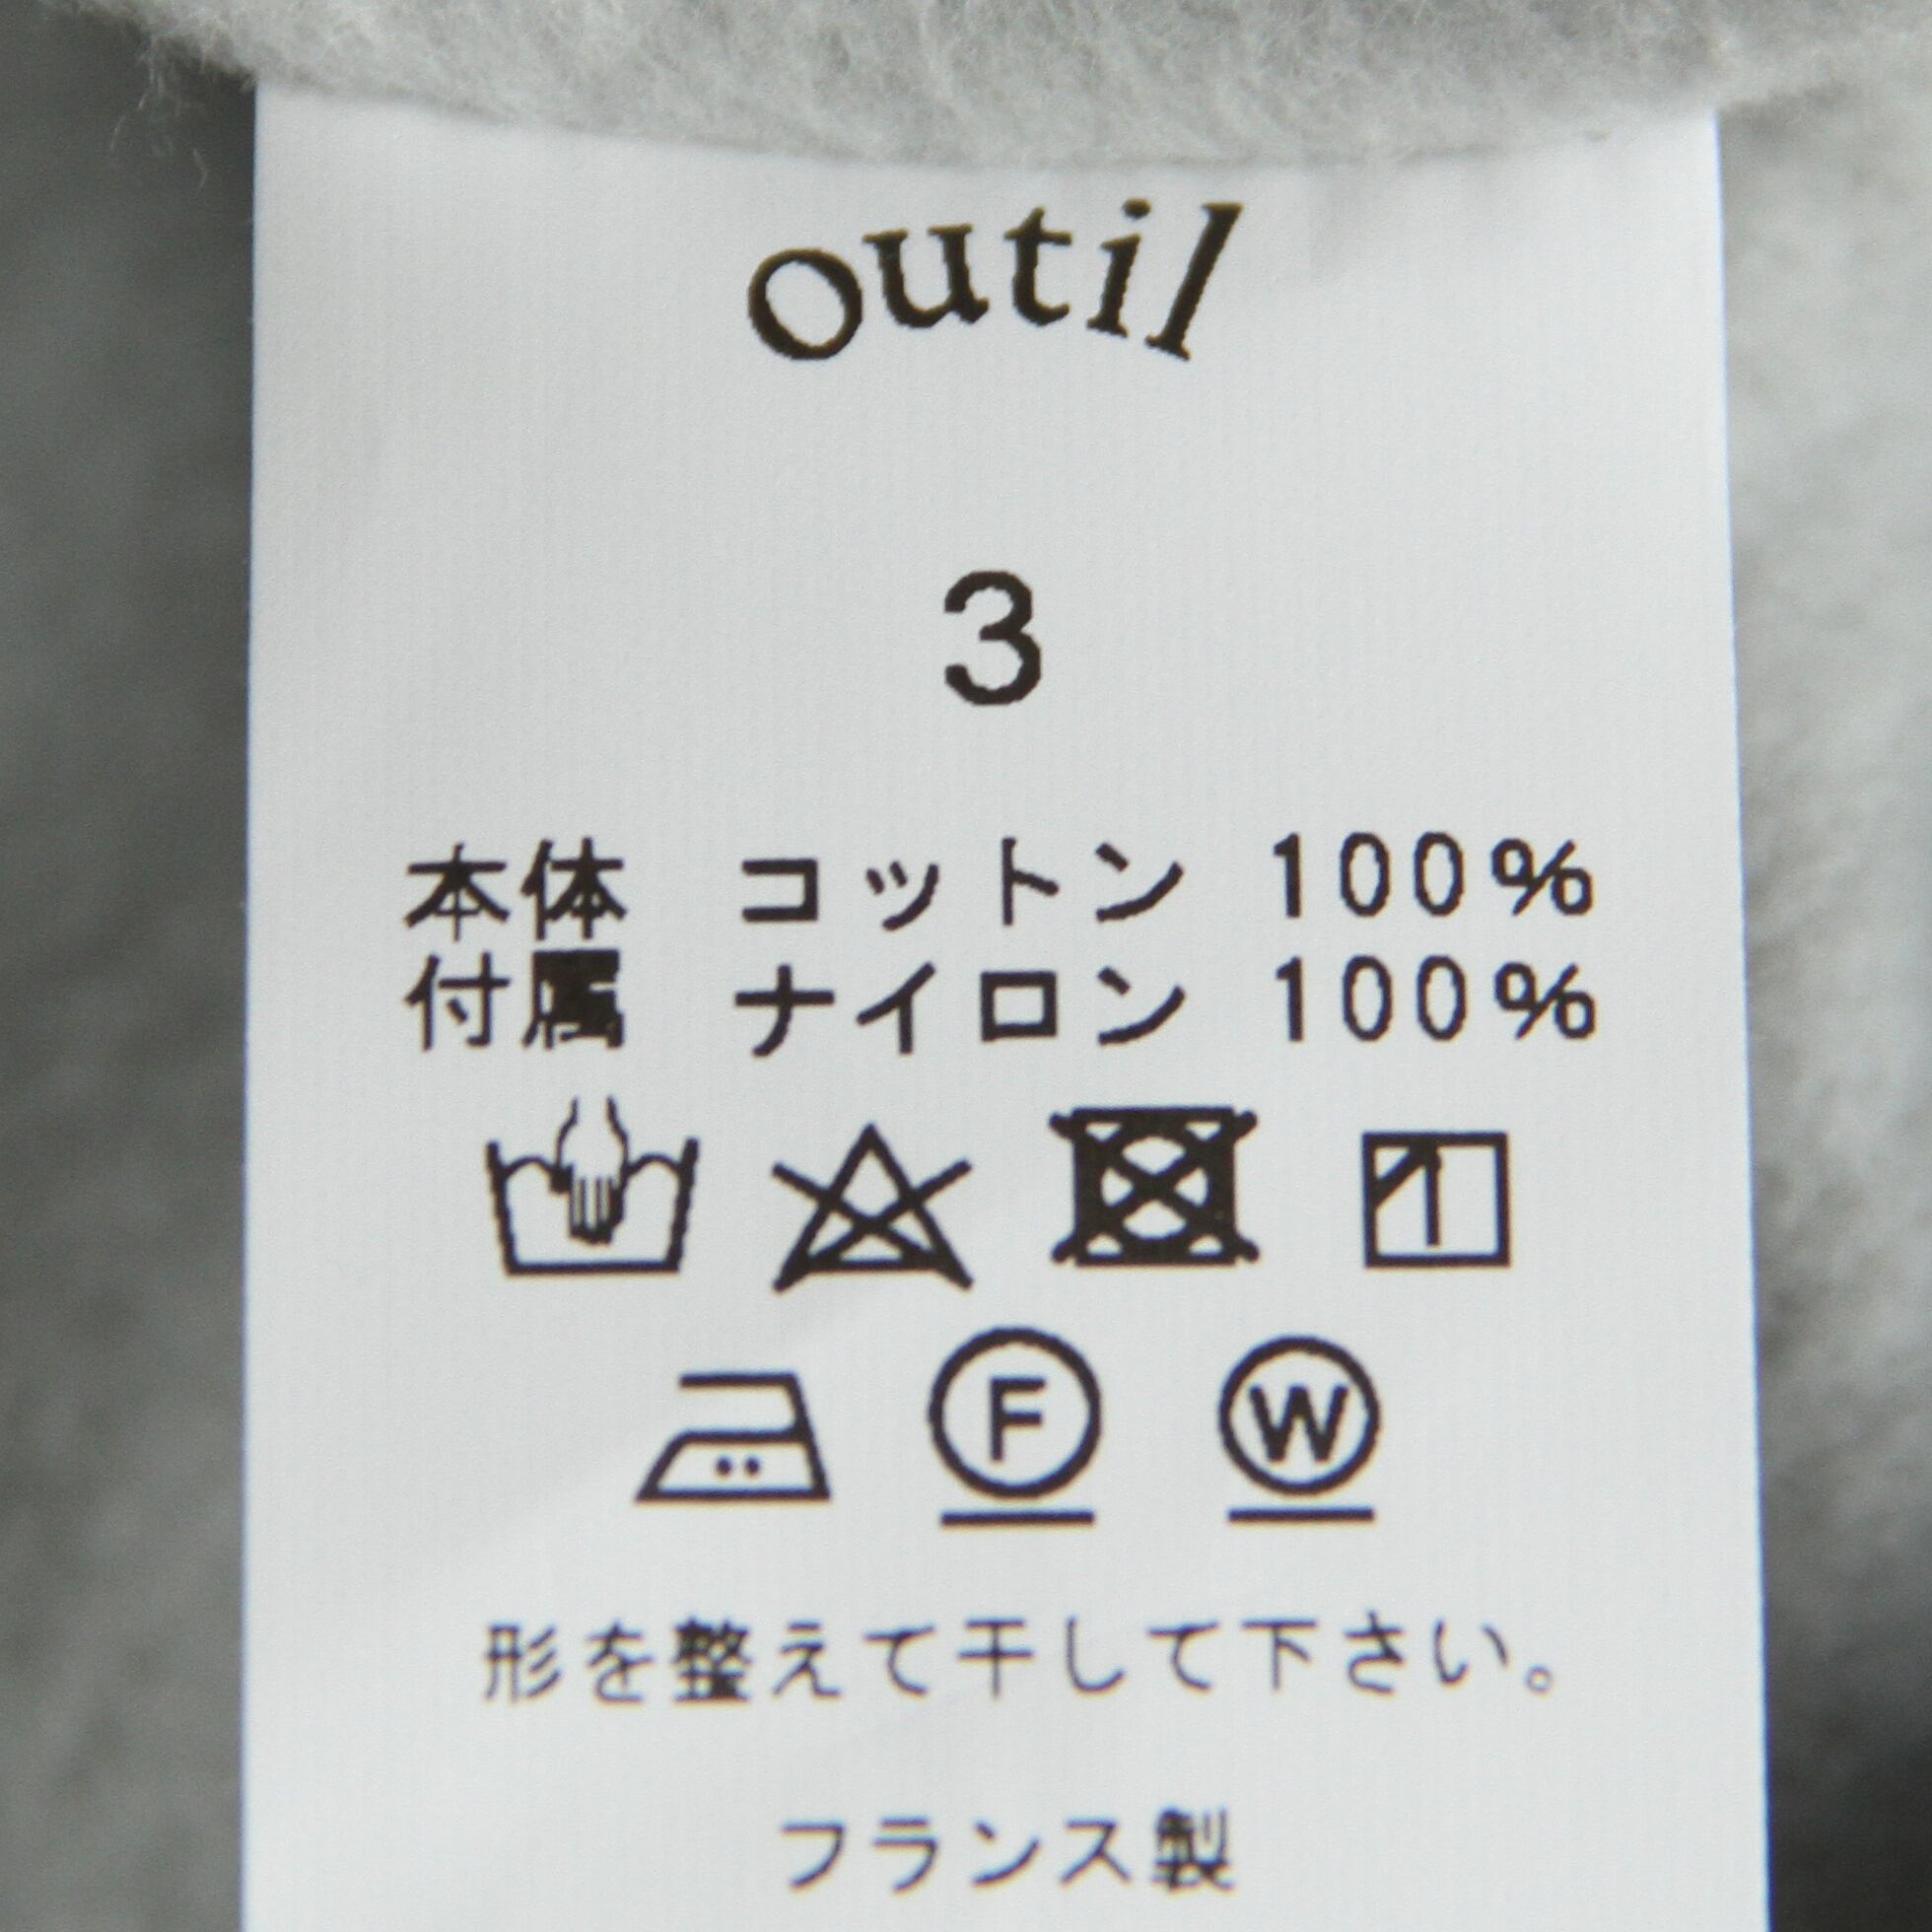 outil
3
本体 コットン 100%
付属 ナイロン 100%
F W
形を整えて干して下さい。
フランス製